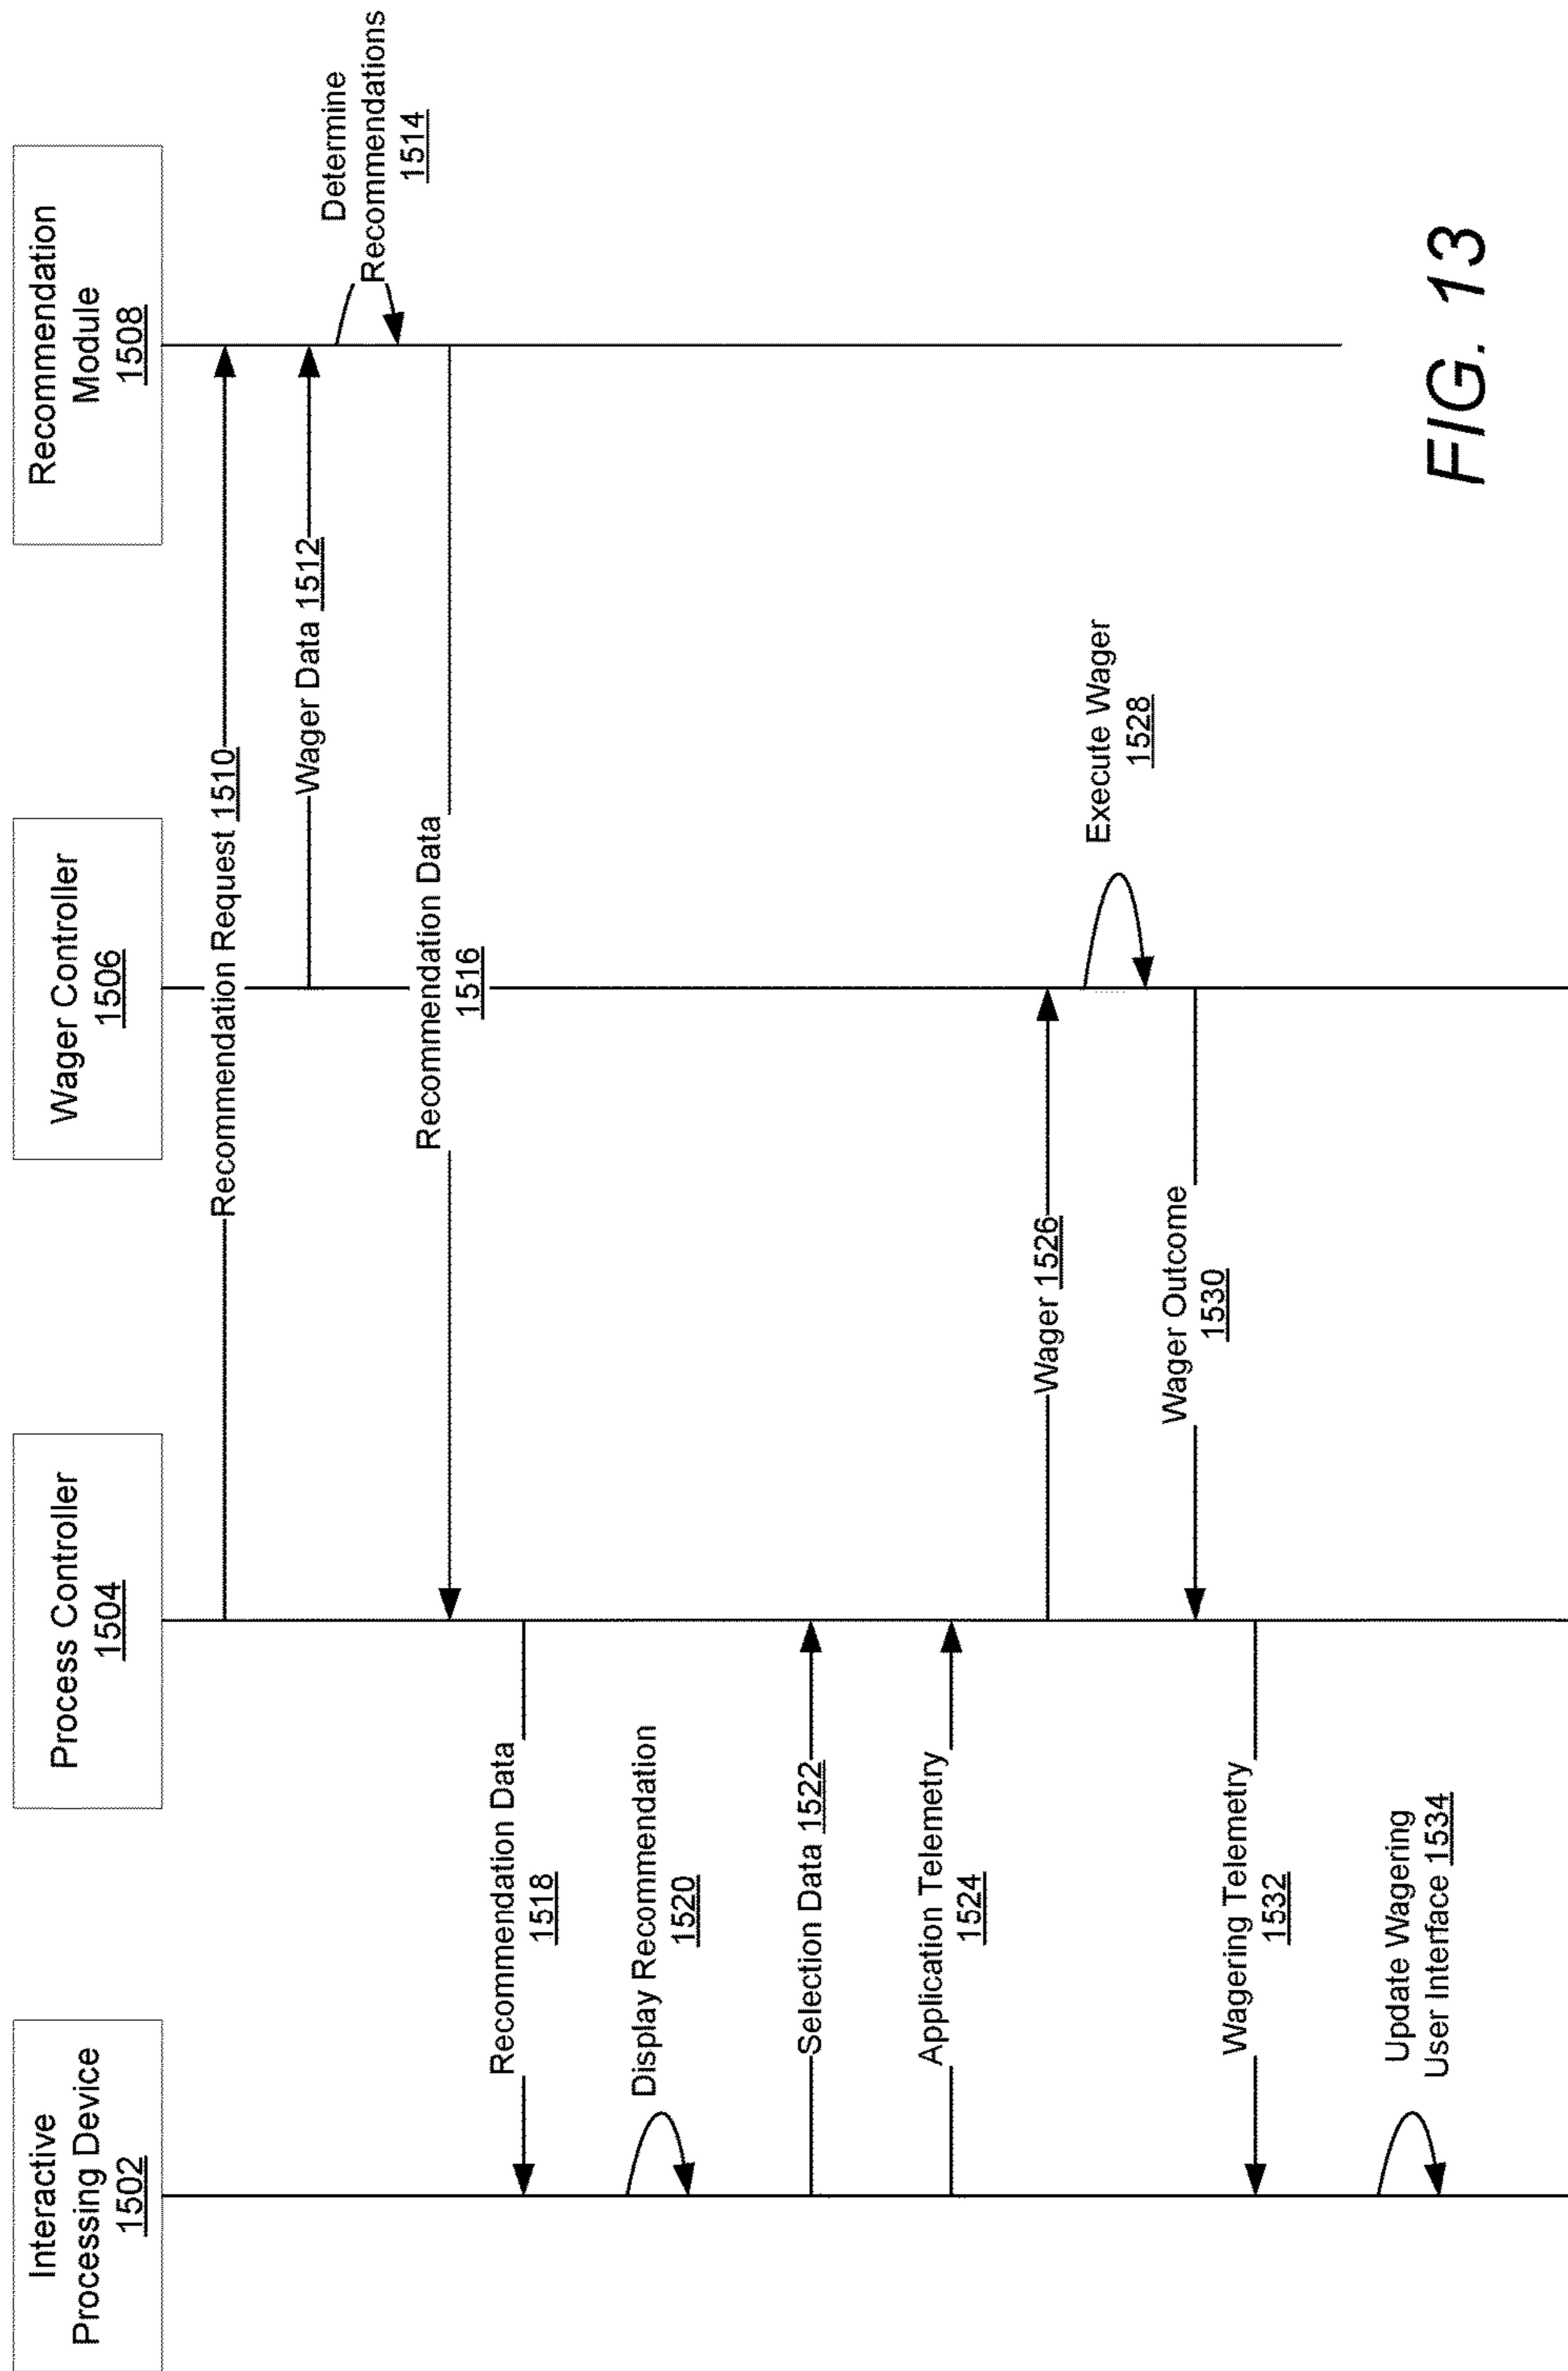 Interactive
Processing Device
1502
Process Controller
1504
Wager Controller
1506
Recommendation
Module
1508
Recommendation Request 1510
Wager Data 1512
Determine
Recommendations
1514
Recommendation Data
1516
Recommendation Data
1518
Display Recommendation
1520
Selection Data 1522
Application Telemetry
1524
Wager 1526
Execute Wager
1528
Wager Outcome
1530
Wagering Telemetry
1532
Update Wagering
User Interface 1534
FIG. 13